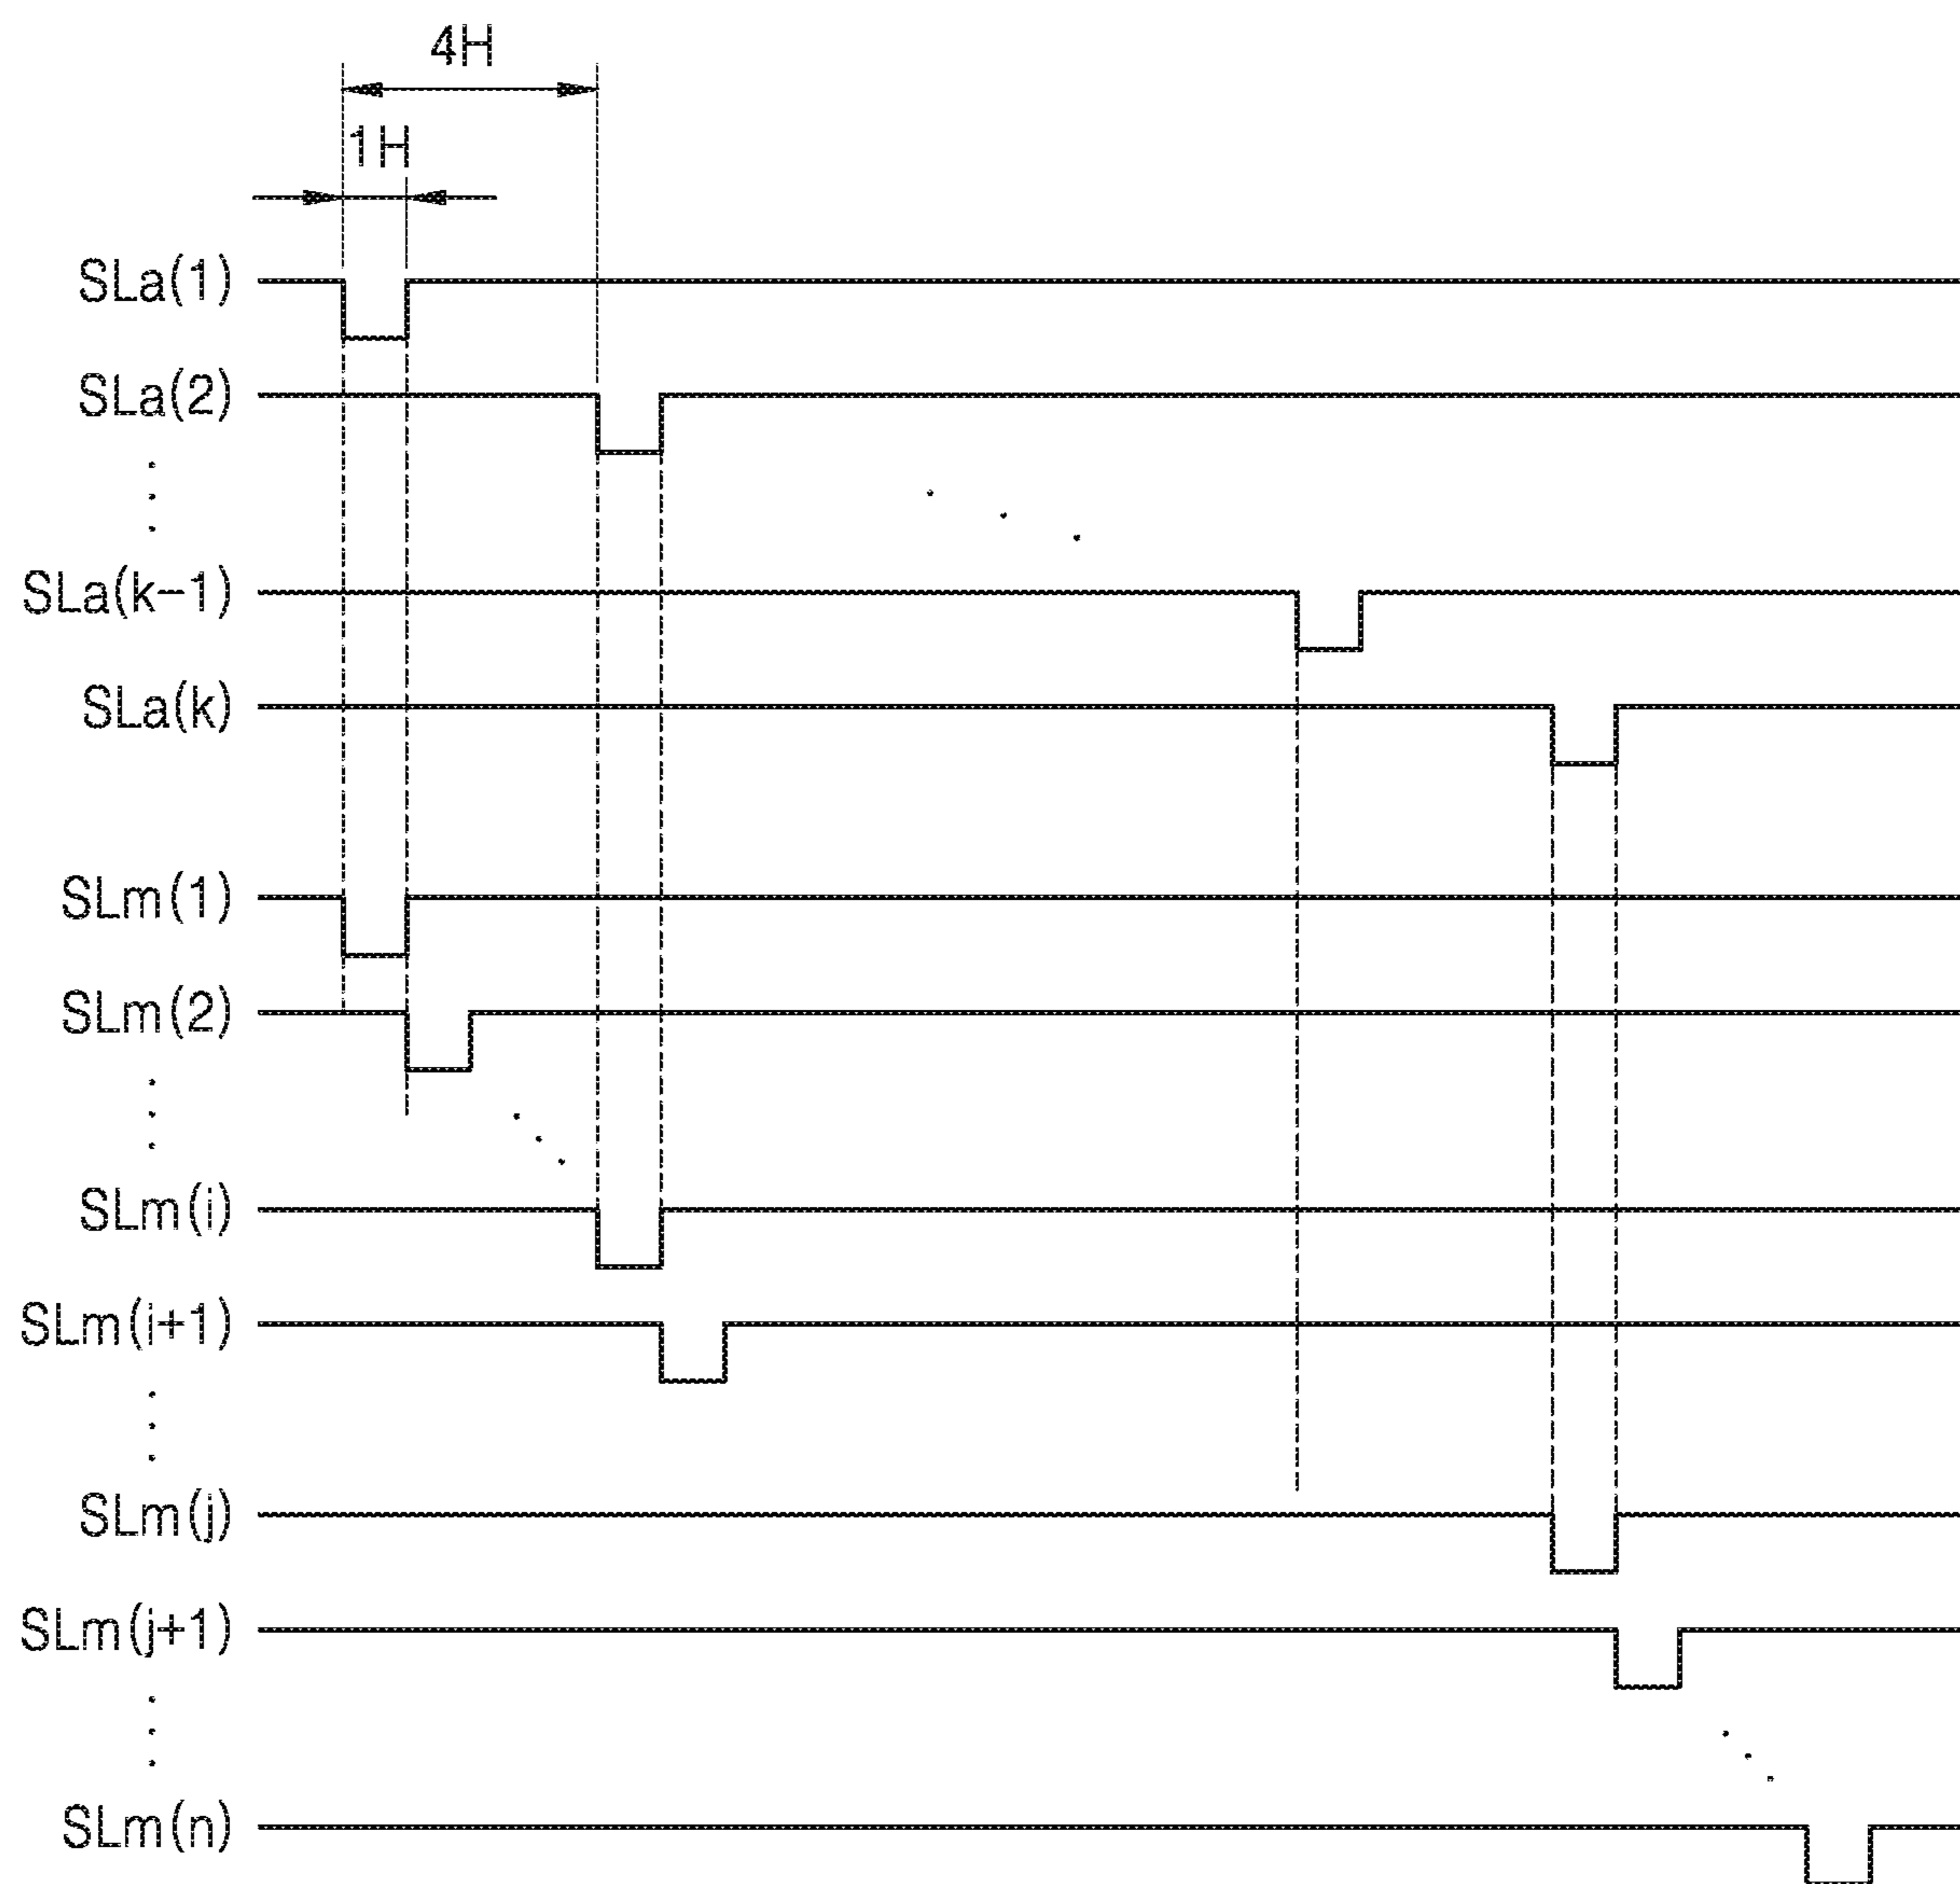 4H
1H
SLa(1)
SLa(2)
SLa(k-1)
SLa(k)
SLm(1)
SLm(2)
SLm(i)
SLm(i+1)
SLm(j)
SLm(j+1)
SLm(n)